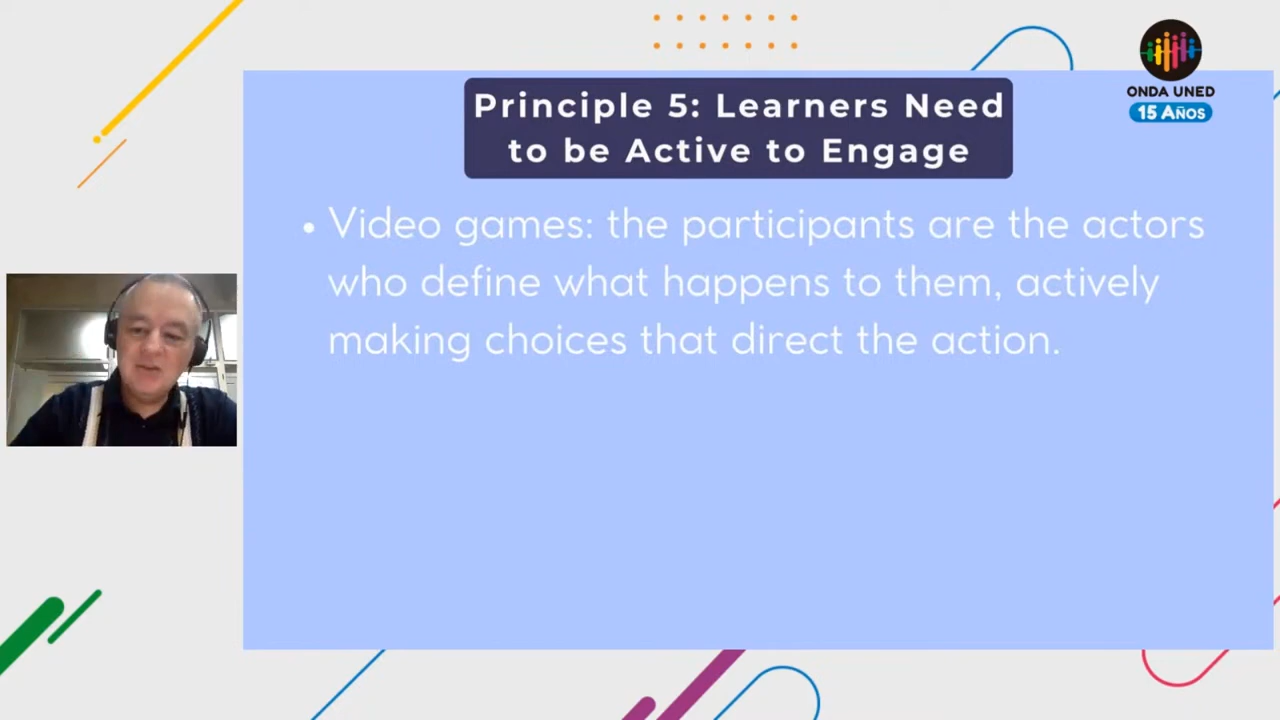 ONDA UNED
15 AÑOS
Principle 5: Learners Need
to be Active to Engage
• Video games: the participants are the actors
who define what happens to them, actively
making choices that direct the action.